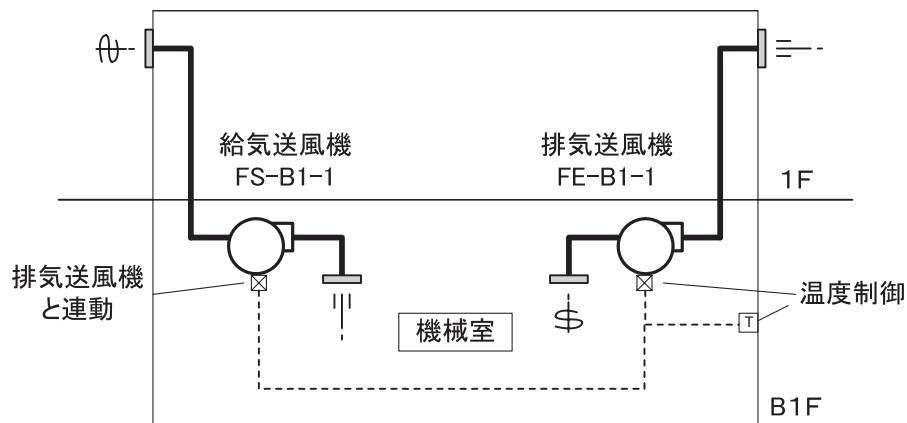 給気送風機
FS-B1-1
排気送風機
FE-B1-1
1F
排気送風機
と連動
温度制御
T
機械室
B1F